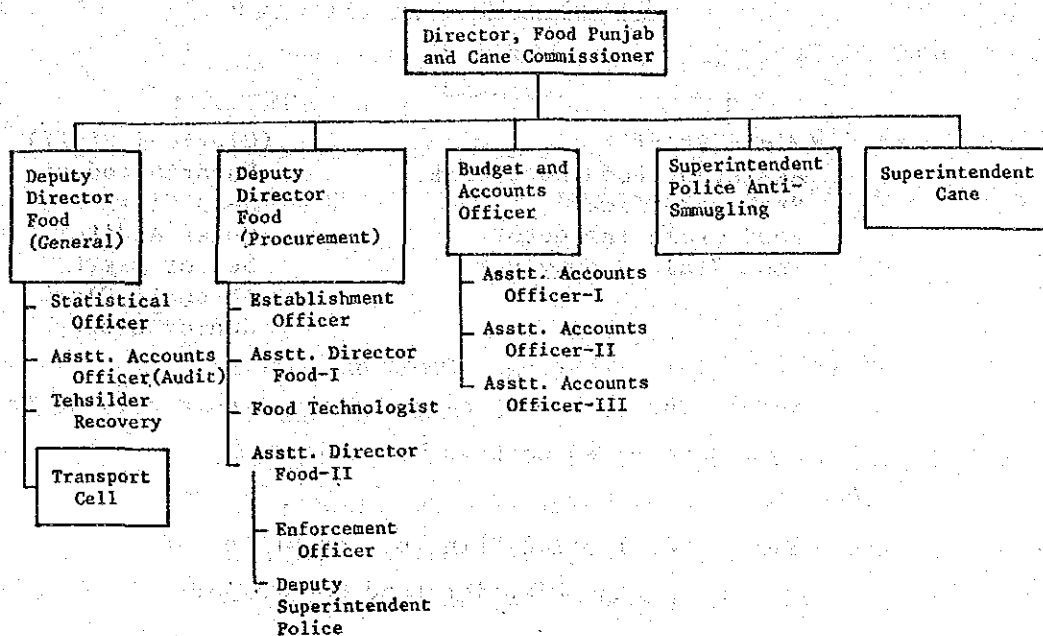 Director, Food Punjab
and Cane Commissioner
Deputy
Director
Food
(General)
Statistical
Officer
Asstt. Accounts
Officer(Audit)
Tehsilder
Recovery
Transport
Cell
Deputy
Director
Food
(Procurement)
Establishment
Officer
Asstt. Director
Food-I
Food Technologist
Asstt. Director
Food-II
Enforcement
Officer
Deputy
Superintendent
Police
Budget and
Accounts
Officer
Asstt. Accounts
Officer-I
Asstt. Accounts
Officer-II
Asstt. Accounts
Officer-III
Superintendent
Police Anti-
Smmugling
Superintendent
Cane